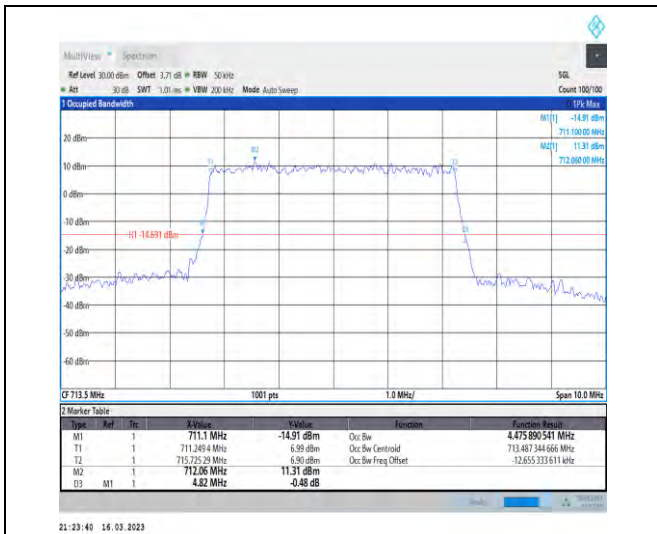 MultiView Spectrum
Ref Level 30.00 dBm Offset 3.71 dB RBW 50 kHz SGL
Att 30 dB SWT 1.01 ms VBW 200 kHz Mode Auto Sweep Count 100/100
1 Occupied Bandwidth 1Pk Max
M1[1] -14.91 dBm
711.100 00 MHz
M2[1] 11.31 dBm
712.060 00 MHz
20 dBm
M2
T1 T2
10 dBm
0 dBm
-10 dBm
H1 -14.691 dBm
-20 dBm
-30 dBm
-40 dBm
-50 dBm
-60 dBm
CF 713.5 MHz 1001 pts 1.0 MHz/ Span 10.0 MHz
2 Marker Table
Type Ref Trc X-Value Y-Value Function Function Result
M1 1 711.1 MHz -14.91 dBm Occ Bw 4.475 890 541 MHz
T1 1 711.249 4 MHz 6.99 dBm Occ Bw Centroid 713.487 344 666 MHz
T2 1 715.725 29 MHz 6.90 dBm Occ Bw Freq Offset -12.655 333 611 kHz
M2 1 712.06 MHz 11.31 dBm
D3 M1 1 4.82 MHz -0.48 dB
21:23:40 16.03.2023